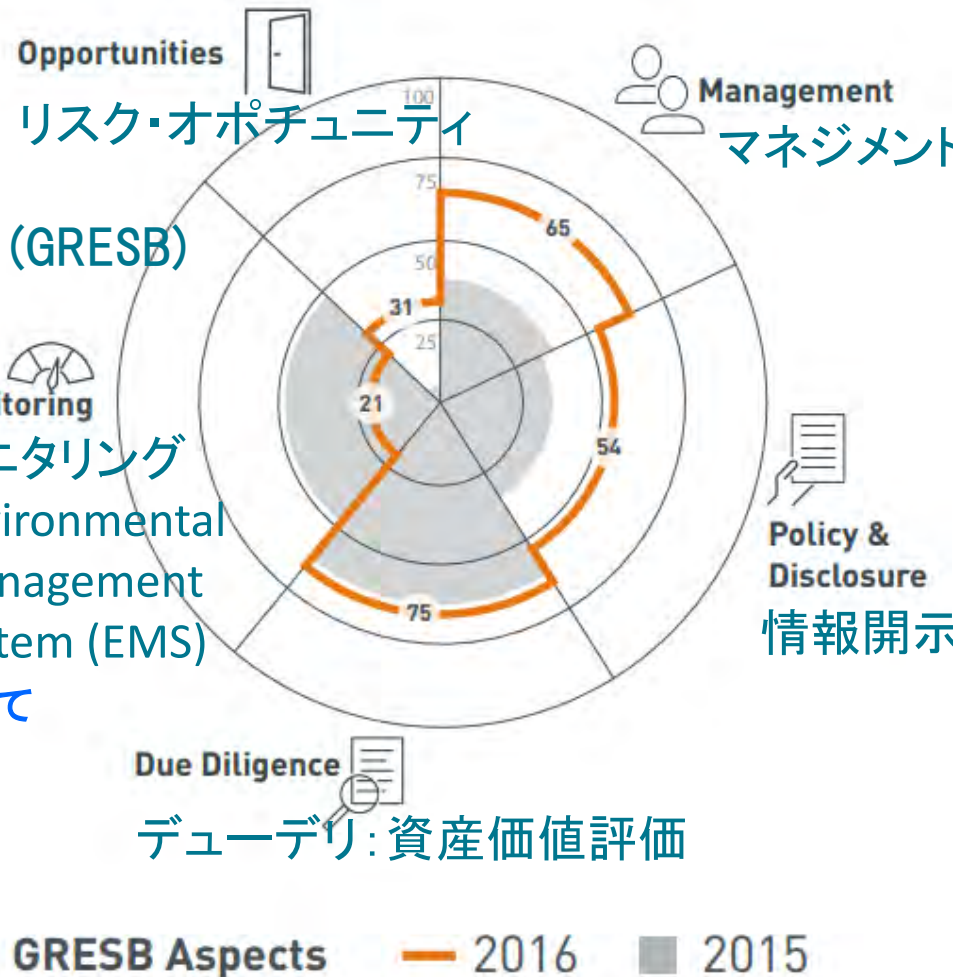 Opportunities
リスク・オポチュニティ
(GRESB)
Management
マネジメント
100
75
50
25
65
54
75
21
31
itoring
ニタリング
vironmental
nagement
stem (EMS)
て
Policy &
Disclosure
情報開示
Due Diligence
デューデリ:資産価値評価
GRESB Aspects
2016
2015